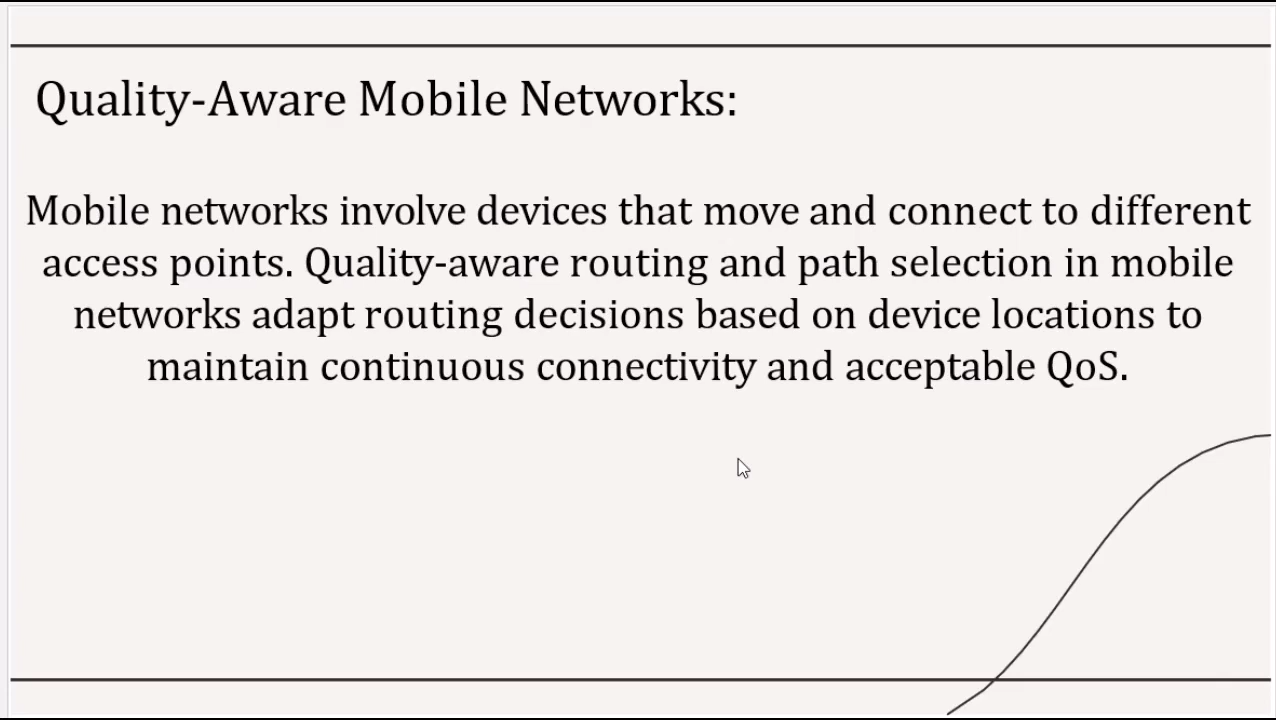 Quality-Aware Mobile Networks:
Mobile networks involve devices that move and connect to different
access points. Quality-aware routing and path selection in mobile
networks adapt routing decisions based on device locations to
maintain continuous connectivity and acceptable QoS.